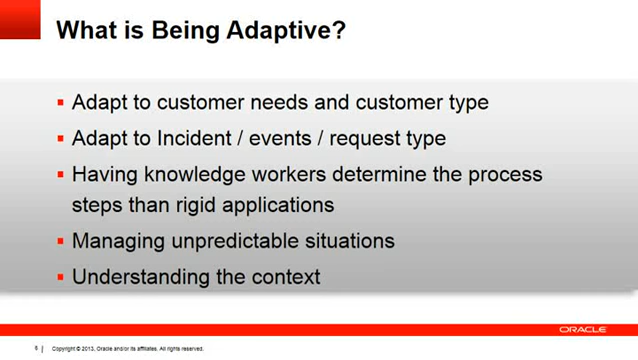 What is Being Adaptive?
Adapt to customer needs and customer type
Adapt to Incident / events / request type
Having knowledge workers determine the process
steps than rigid applications
Managing unpredictable situations
Understanding the context
ORACLE
6 | Copyright © 2013, Oracle and/or its affiliates. All rights reserved.